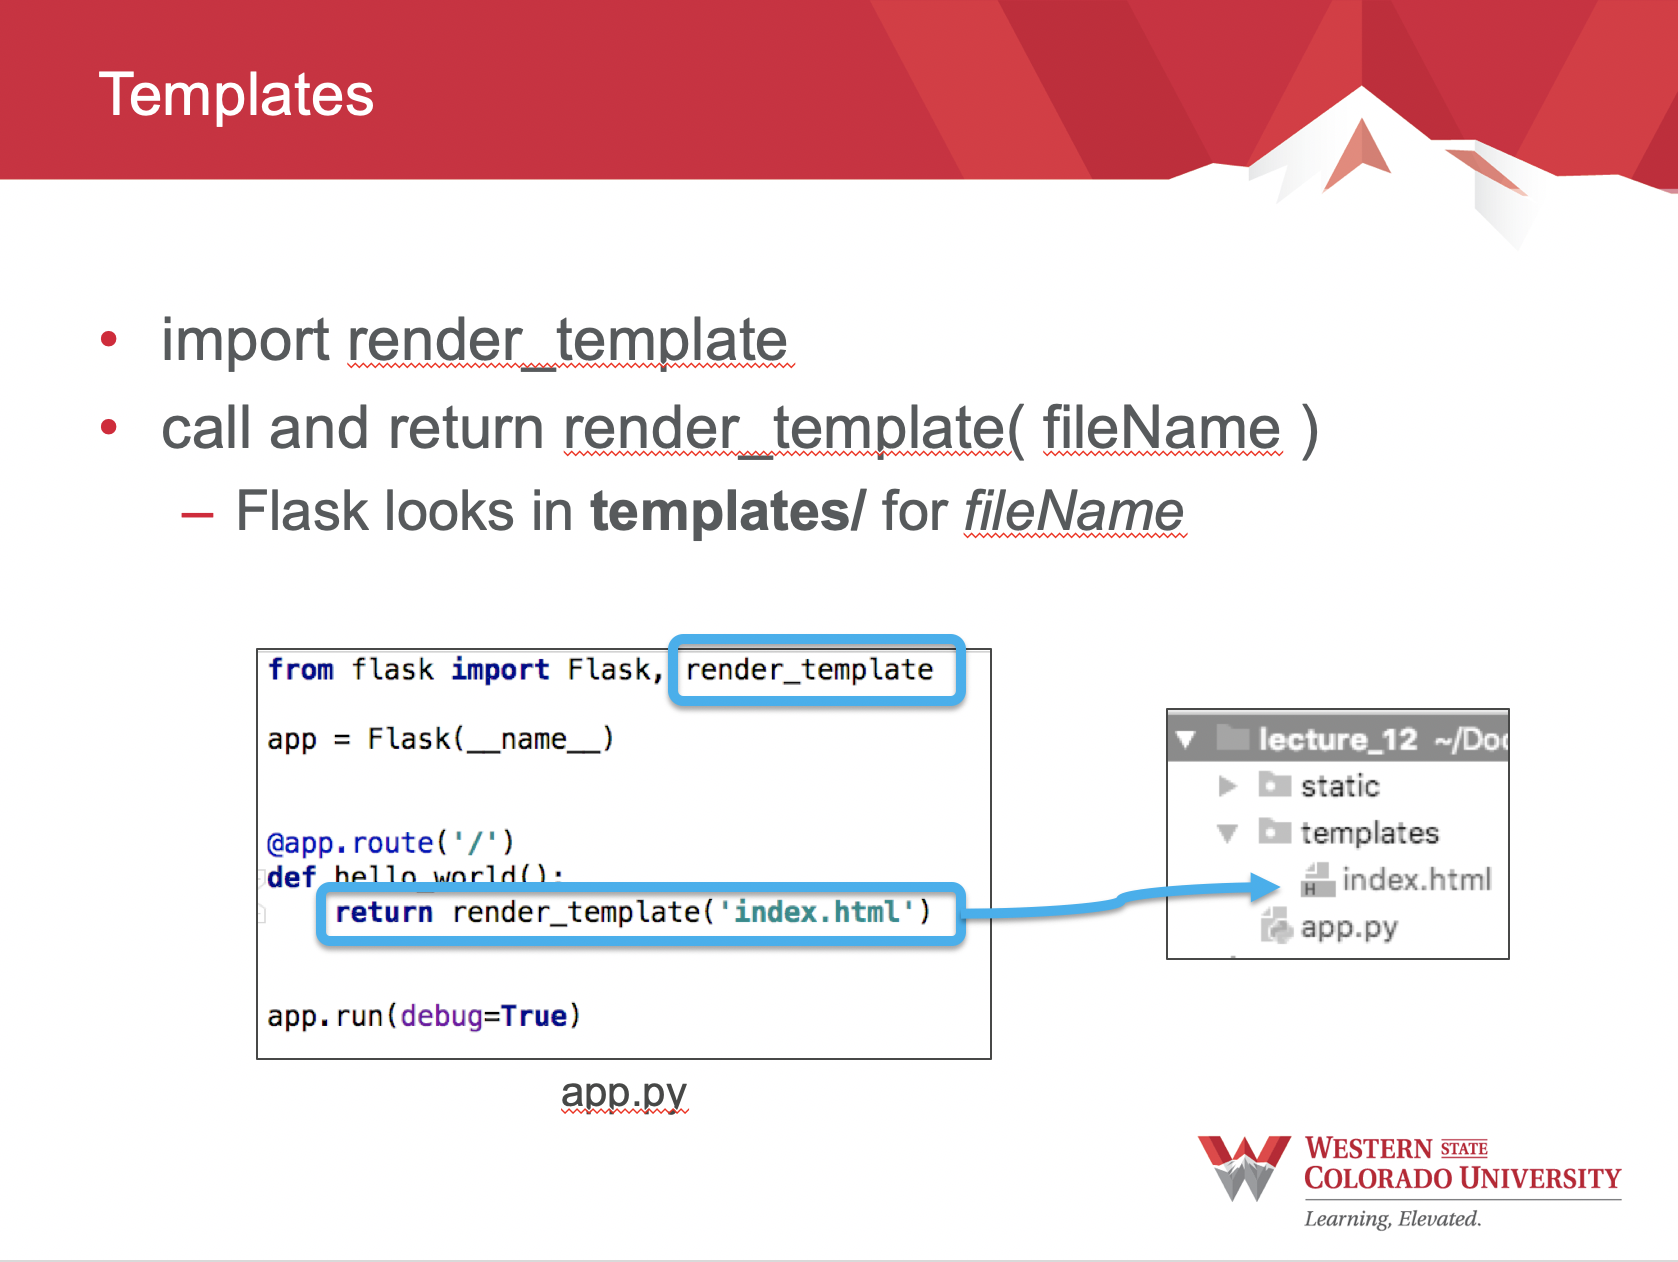 Templates
• import render_template
• call and return render_template( fileName )
– Flask looks in templates/ for fileName
from flask import Flask, render_template
app = Flask(__name__)
@app.route('/')
def hello_world():
return render_template('index.html')
app.run(debug=True)
app.py
lecture_12 ~/Doc
static
templates
index.html
app.py
WESTERN STATE
COLORADO UNIVERSITY
Learning, Elevated.